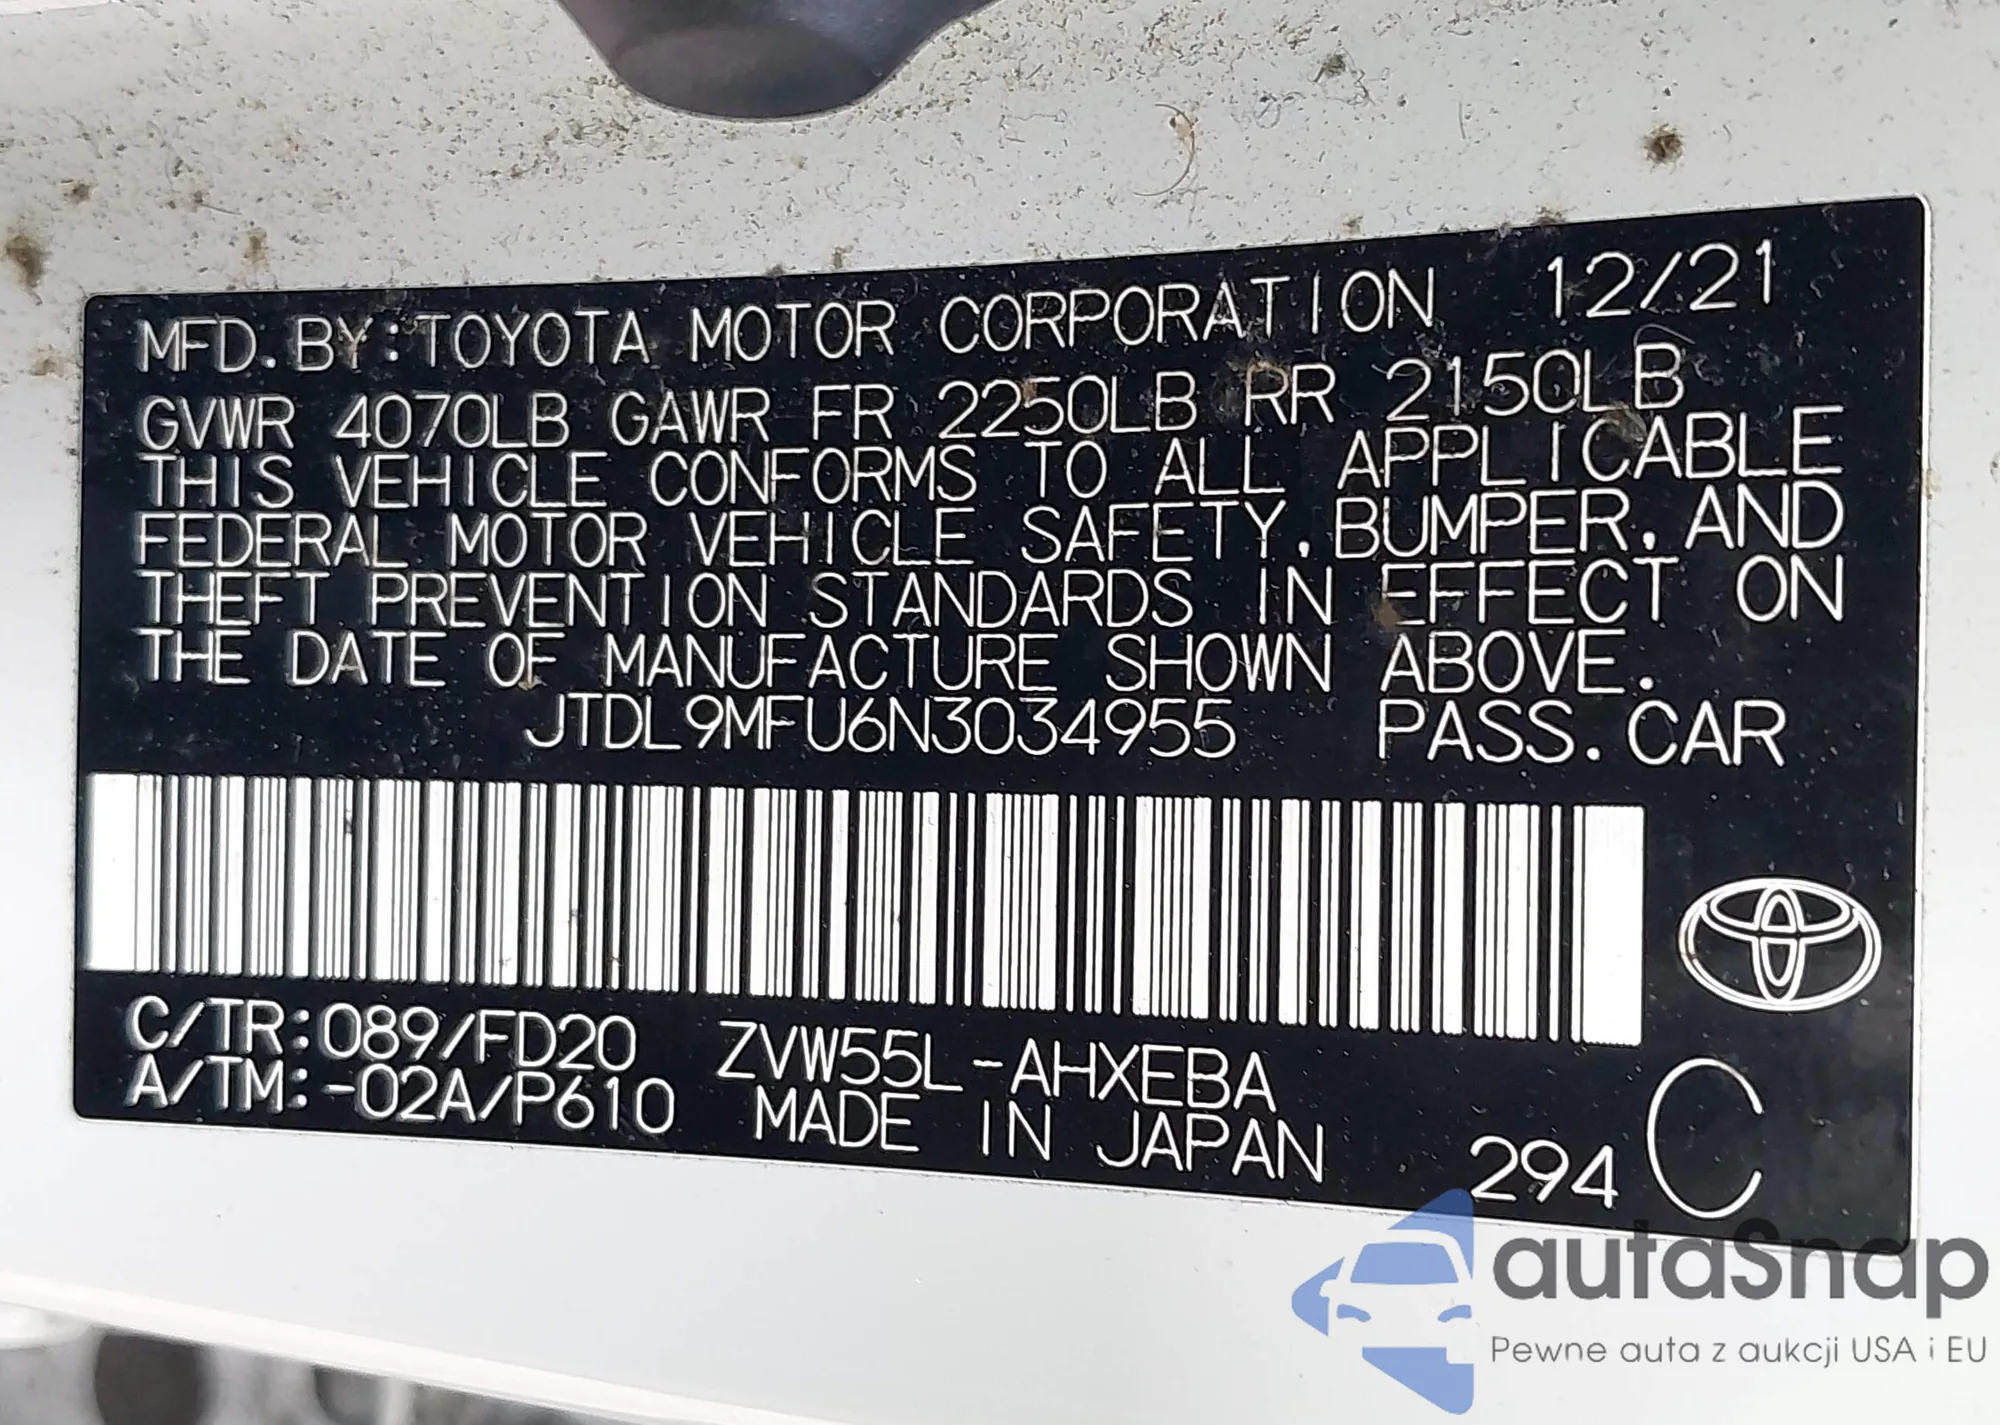 MFD. BY:TOYOTA MOTOR CORPORATION 12/21
GVWR 4070LB GAWR FR 2250LB RR 2150LB
THIS VEHICLE CONFORMS TO ALL APPLICABLE
FEDERAL MOTOR VEHICLE SAFETY, BUMPER, AND
THEFT PREVENTION STANDARDS IN EFFECT ON
THE DATE OF MANUFACTURE SHOWN ABOVE.
JTDL9MFU6N3034955 PASS.CAR
C/TR:089/FD20 ZVW55L-AHXEBA
A/TM:-02A/P610 MADE IN JAPAN 294 C
autaSnap
Pewne auta z aukcji USA i EU